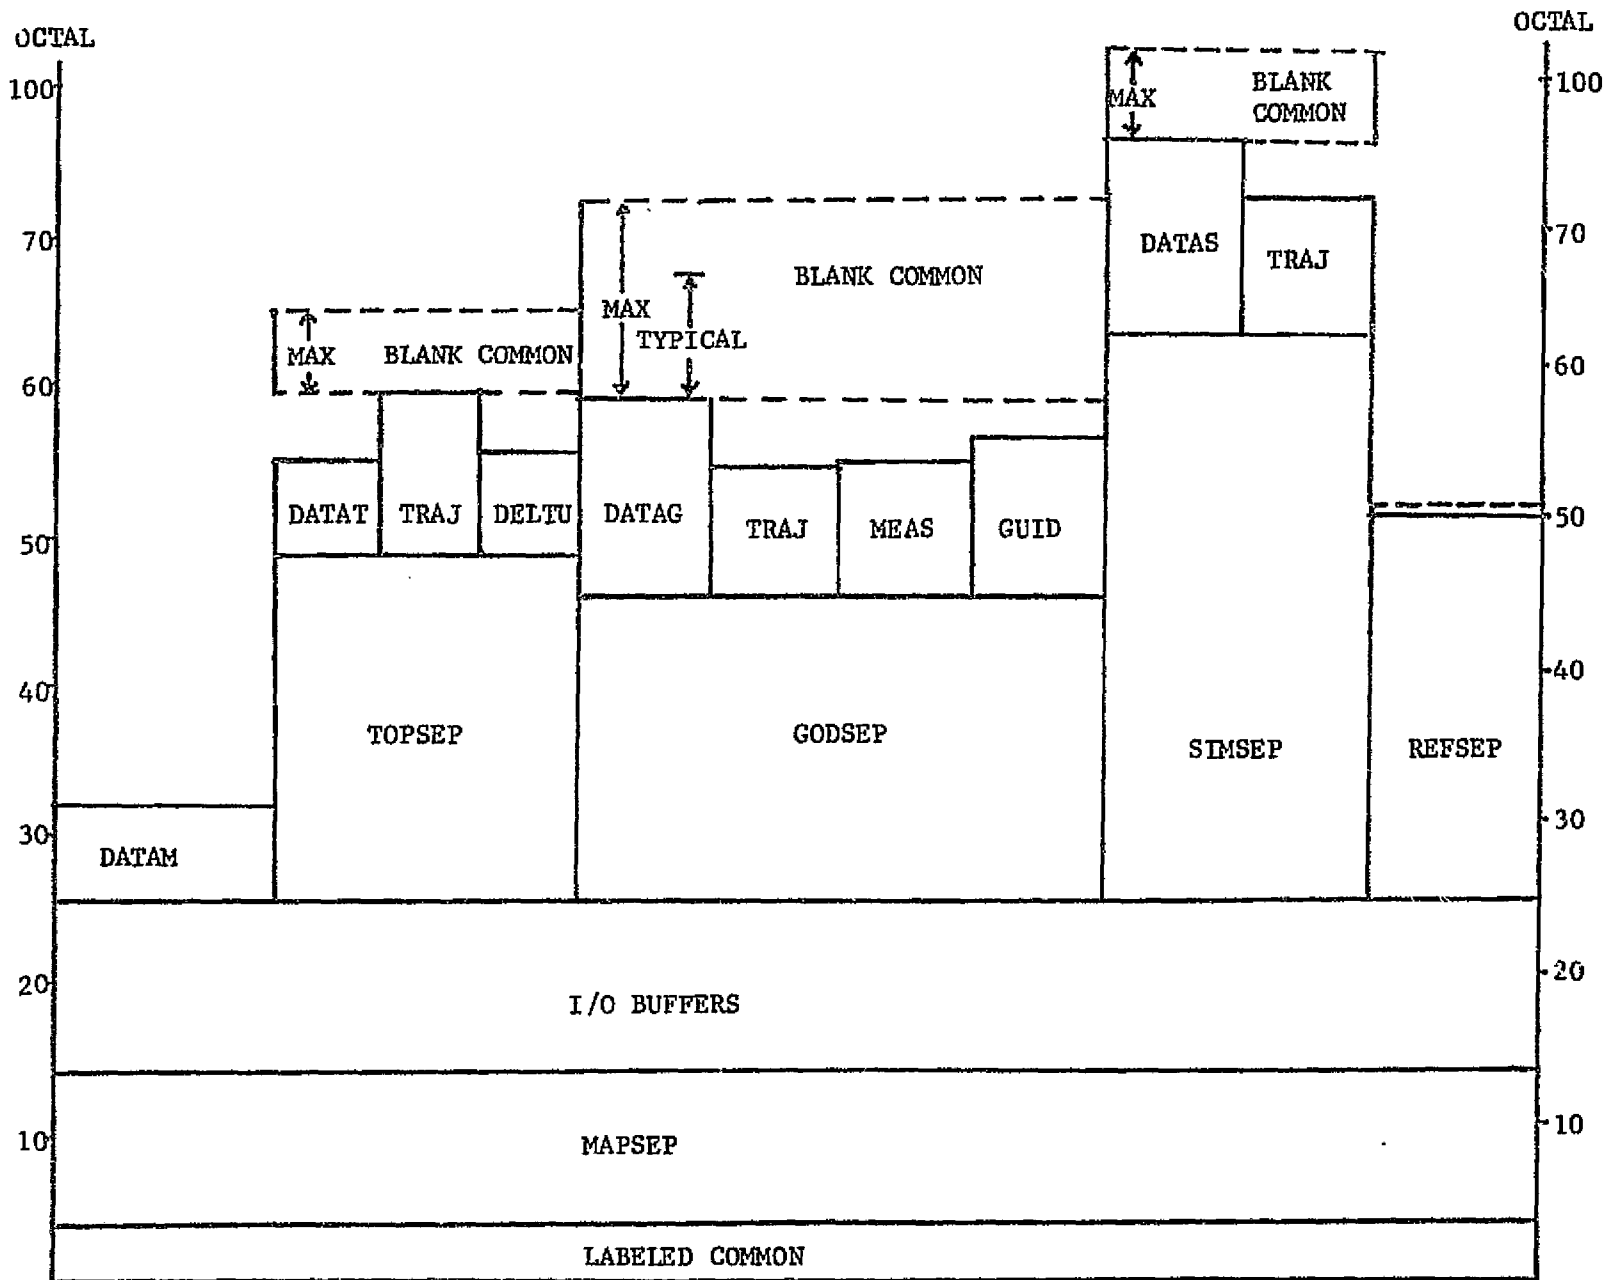 OCTAL
OCTAL
100
100
MAX
BLANK
COMMON
70
70
DATAS
TRAJ
BLANK COMMON
MAX
TYPICAL
MAX
BLANK COMMON
60
60
DATAT
TRAJ
DELTU
DATAG
TRAJ
MEAS
GUID
50
50
40
40
TOPSEP
GODSEP
SIMSEP
REFSEP
30
30
DATAM
20
20
I/O BUFFERS
10
10
MAPSEP
LABELED COMMON